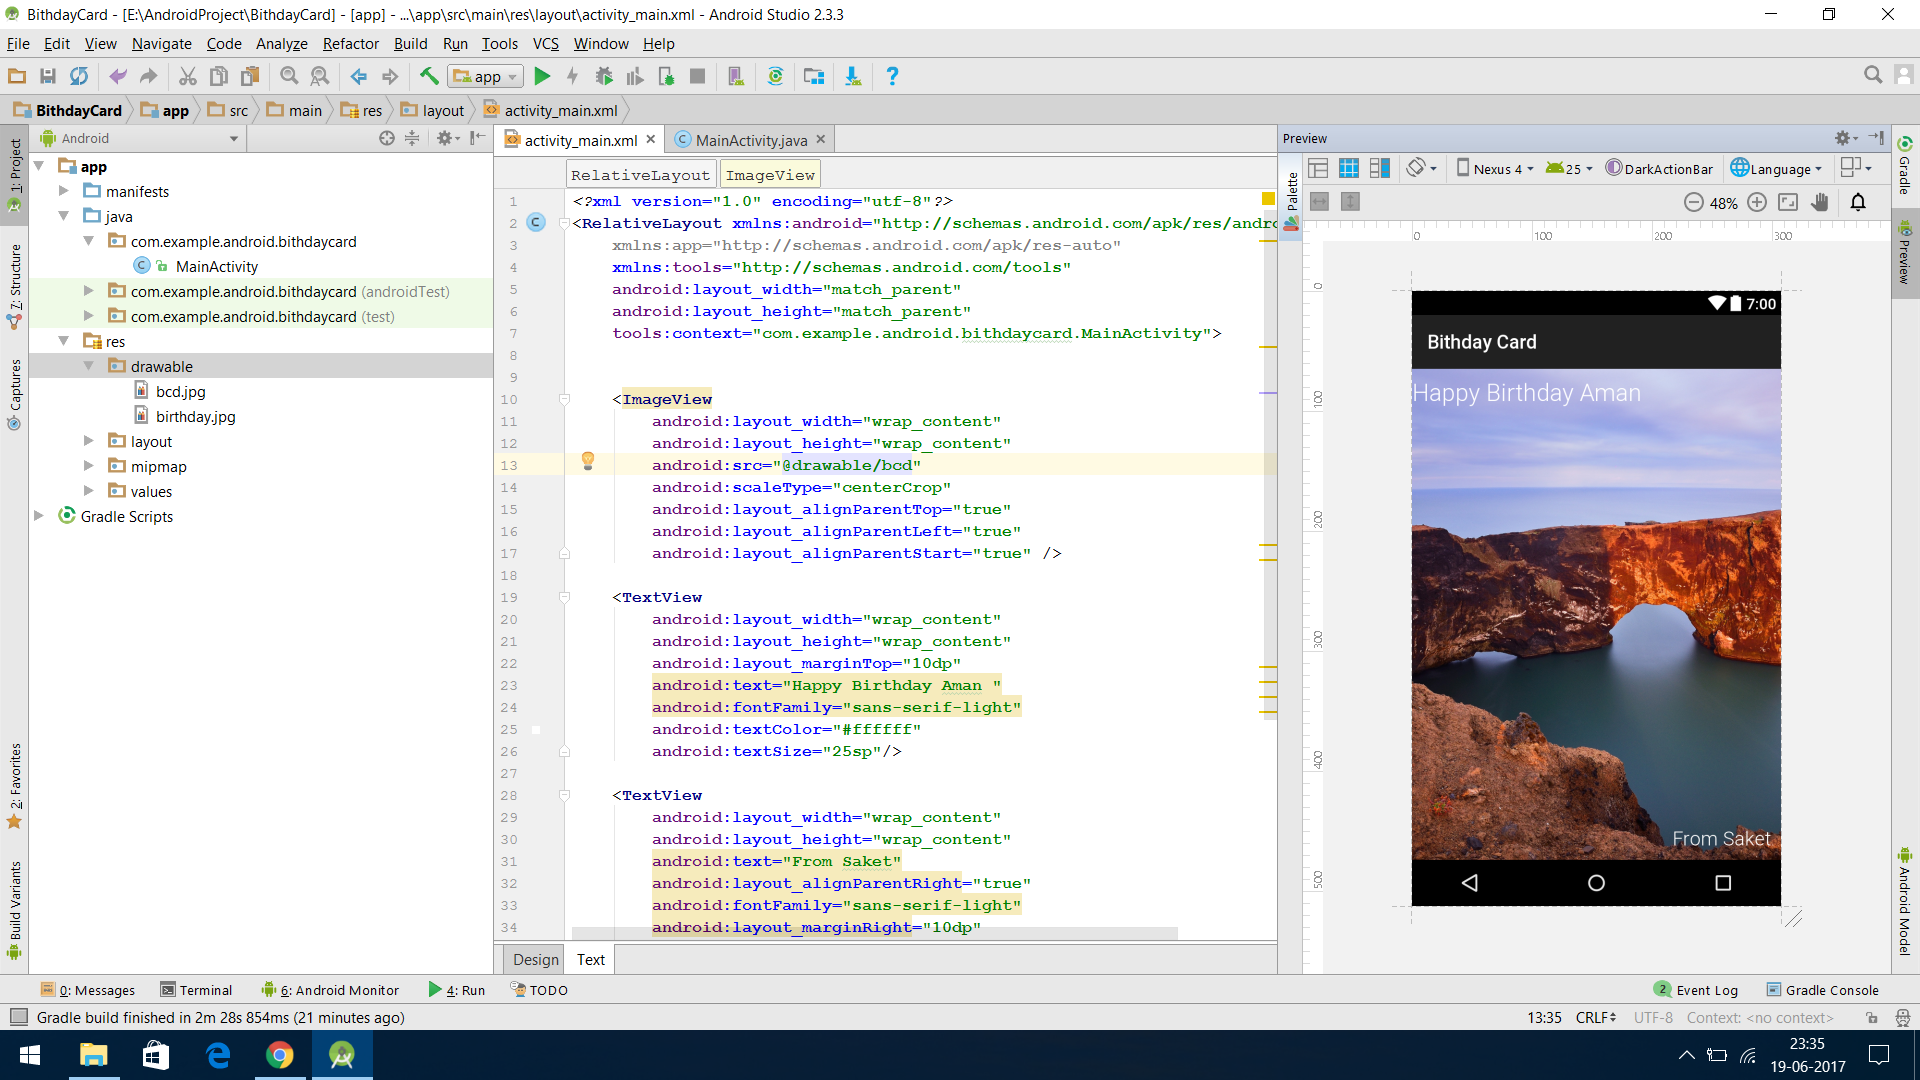 BithdayCard - [E:\AndroidProject\BithdayCard] - [app] - ...\app\src\main\res\layout\activity_main.xml - Android Studio 2.3.3
File Edit View Navigate Code Analyze Refactor Build Run Tools VCS Window Help
app
BithdayCard app src main res layout activity_main.xml
Android
activity_main.xml
MainActivity.java
Preview
1: Project
7: Structure
Captures
2: Favorites
Build Variants
app
manifests
java
com.example.android.bithdaycard
MainActivity
com.example.android.bithdaycard (androidTest)
com.example.android.bithdaycard (test)
res
drawable
bcd.jpg
birthday.jpg
layout
mipmap
values
Gradle Scripts
RelativeLayout ImageView
1 <?xml version="1.0" encoding="utf-8"?>
2 <RelativeLayout xmlns:android="http://schemas.android.com/apk/res/andro
3 xmlns:app="http://schemas.android.com/apk/res-auto"
4 xmlns:tools="http://schemas.android.com/tools"
5 android:layout_width="match_parent"
6 android:layout_height="match_parent"
7 tools:context="com.example.android.bithdaycard.MainActivity">
8
9
10 <ImageView
11 android:layout_width="wrap_content"
12 android:layout_height="wrap_content"
13 android:src="@drawable/bcd"
14 android:scaleType="centerCrop"
15 android:layout_alignParentTop="true"
16 android:layout_alignParentLeft="true"
17 android:layout_alignParentStart="true" />
18
19 <TextView
20 android:layout_width="wrap_content"
21 android:layout_height="wrap_content"
22 android:layout_marginTop="10dp"
23 android:text="Happy Birthday Aman "
24 android:fontFamily="sans-serif-light"
25 android:textColor="#ffffff"
26 android:textSize="25sp"/>
27
28 <TextView
29 android:layout_width="wrap_content"
30 android:layout_height="wrap_content"
31 android:text="From Saket"
32 android:layout_alignParentRight="true"
33 android:fontFamily="sans-serif-light"
34 android:layout_marginRight="10dp"
Design Text
Palette
Nexus 4 25 DarkActionBar Language
48%
0 100 200 300
0
100
200
300
400
500
7:00
Bithday Card
Happy Birthday Aman
From Saket
Gradle
Preview
Android Model
0: Messages Terminal 6: Android Monitor 4: Run TODO
2 Event Log Gradle Console
Gradle build finished in 2m 28s 854ms (21 minutes ago)
13:35 CRLF UTF-8 Context: <no context>
23:35
19-06-2017